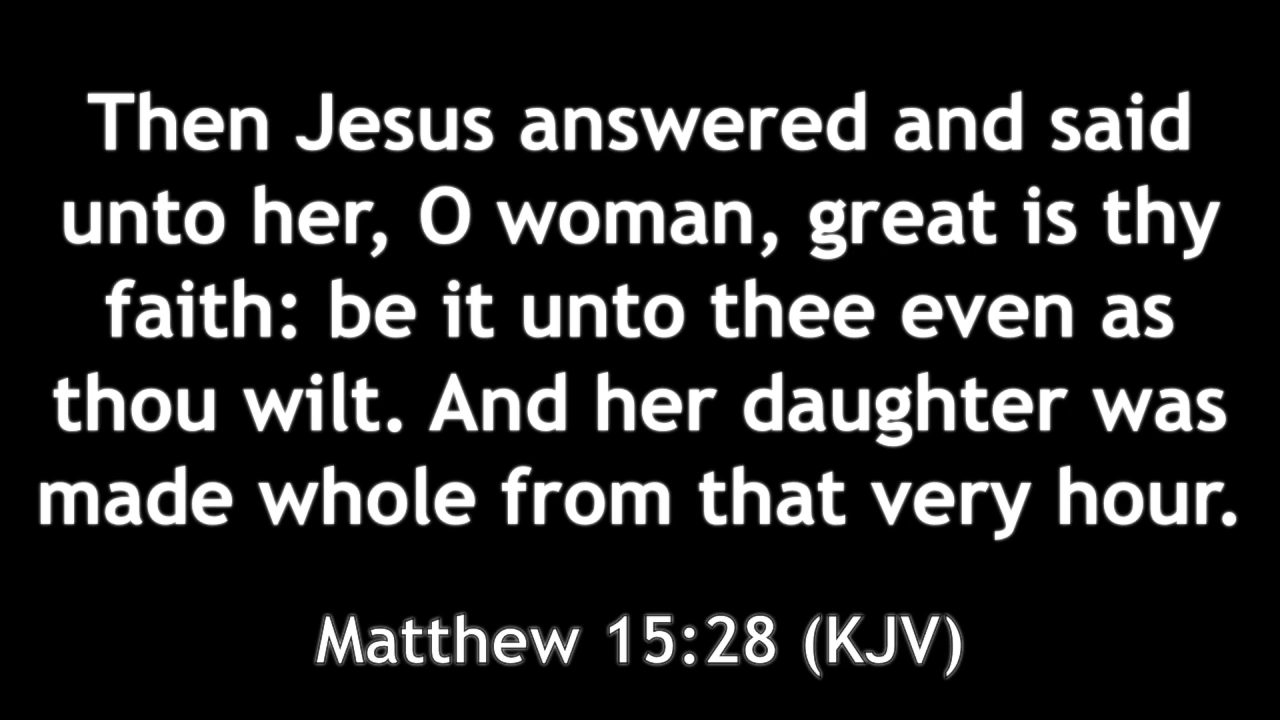 Then Jesus answered and said
unto her, O woman, great is thy
faith: be it unto thee even as
thou wilt. And her daughter was
made whole from that very hour.
Matthew 15:28 (KJV)